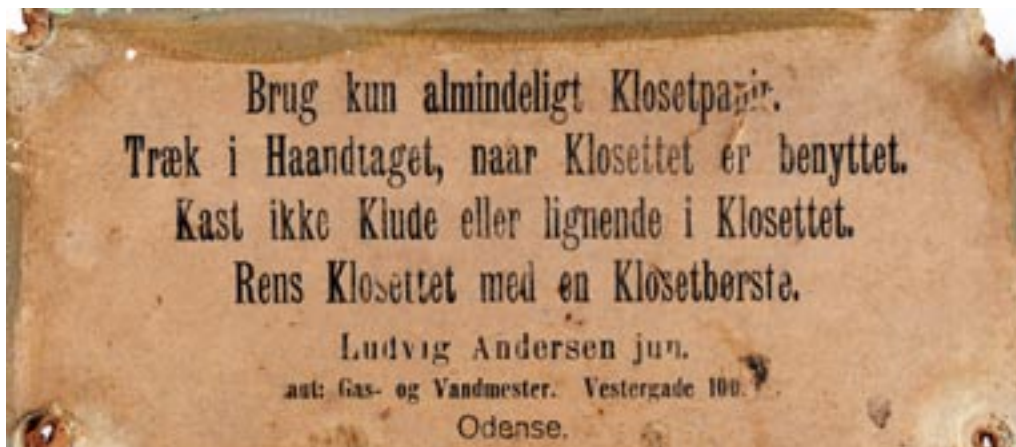 Brug kun almindeligt Klosetpapir.
Træk i Haandtaget, naar Klosettet er benyttet.
Kast ikke Klude eller lignende i Klosettet.
Rens Klosettet med en Klosetbørste.
Ludvig Andersen jun.
aut: Gas- og Vandmester. Vestergade 100.
Odense.